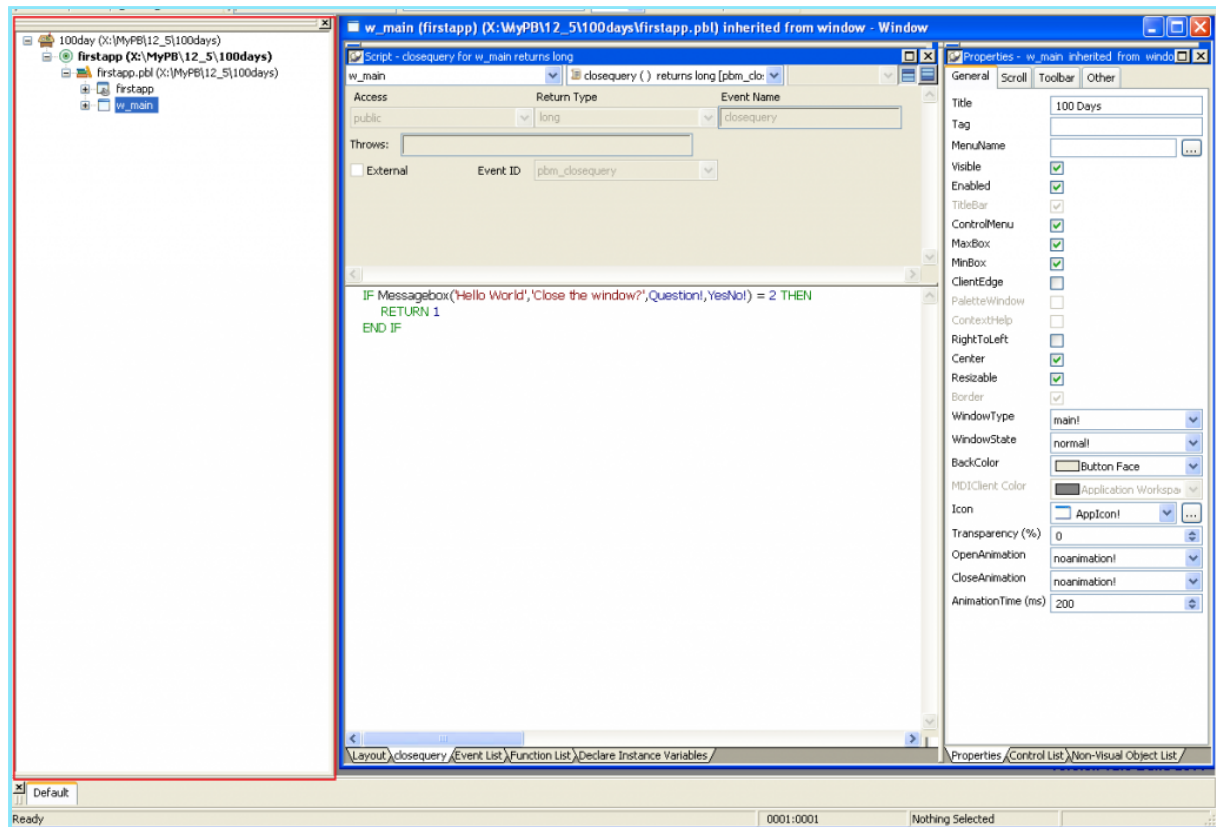 100day (X:\MyPB\12_5\100days)
firstapp (X:\MyPB\12_5\100days)
firstapp.pbl (X:\MyPB\12_5\100days)
firstapp
w_main
w_main (firstapp) (X:\MyPB\12_5\100days\firstapp.pbl) inherited from window - Window
Script - closequery for w_main returns long
w_main closequery ( ) returns long [pbm_clo:
Access Return Type Event Name
public long closequery
Throws:
External Event ID pbm_closequery
IF Messagebox('Hello World','Close the window?',Question!,YesNo!) = 2 THEN
RETURN 1
END IF
Layout closequery Event List Function List Declare Instance Variables
Properties - w_main inherited from windo
General Scroll Toolbar Other
Title 100 Days
Tag
MenuName ...
Visible
Enabled
TitleBar
ControlMenu
MaxBox
MinBox
ClientEdge
PaletteWindow
ContextHelp
RightToLeft
Center
Resizable
Border
WindowType main!
WindowState normal!
BackColor Button Face
MDIClient Color Application Workspa
Icon AppIcon! ...
Transparency (%) 0
OpenAnimation noanimation!
CloseAnimation noanimation!
AnimationTime (ms) 200
Properties Control List Non-Visual Object List
Default
Ready 0001:0001 Nothing Selected